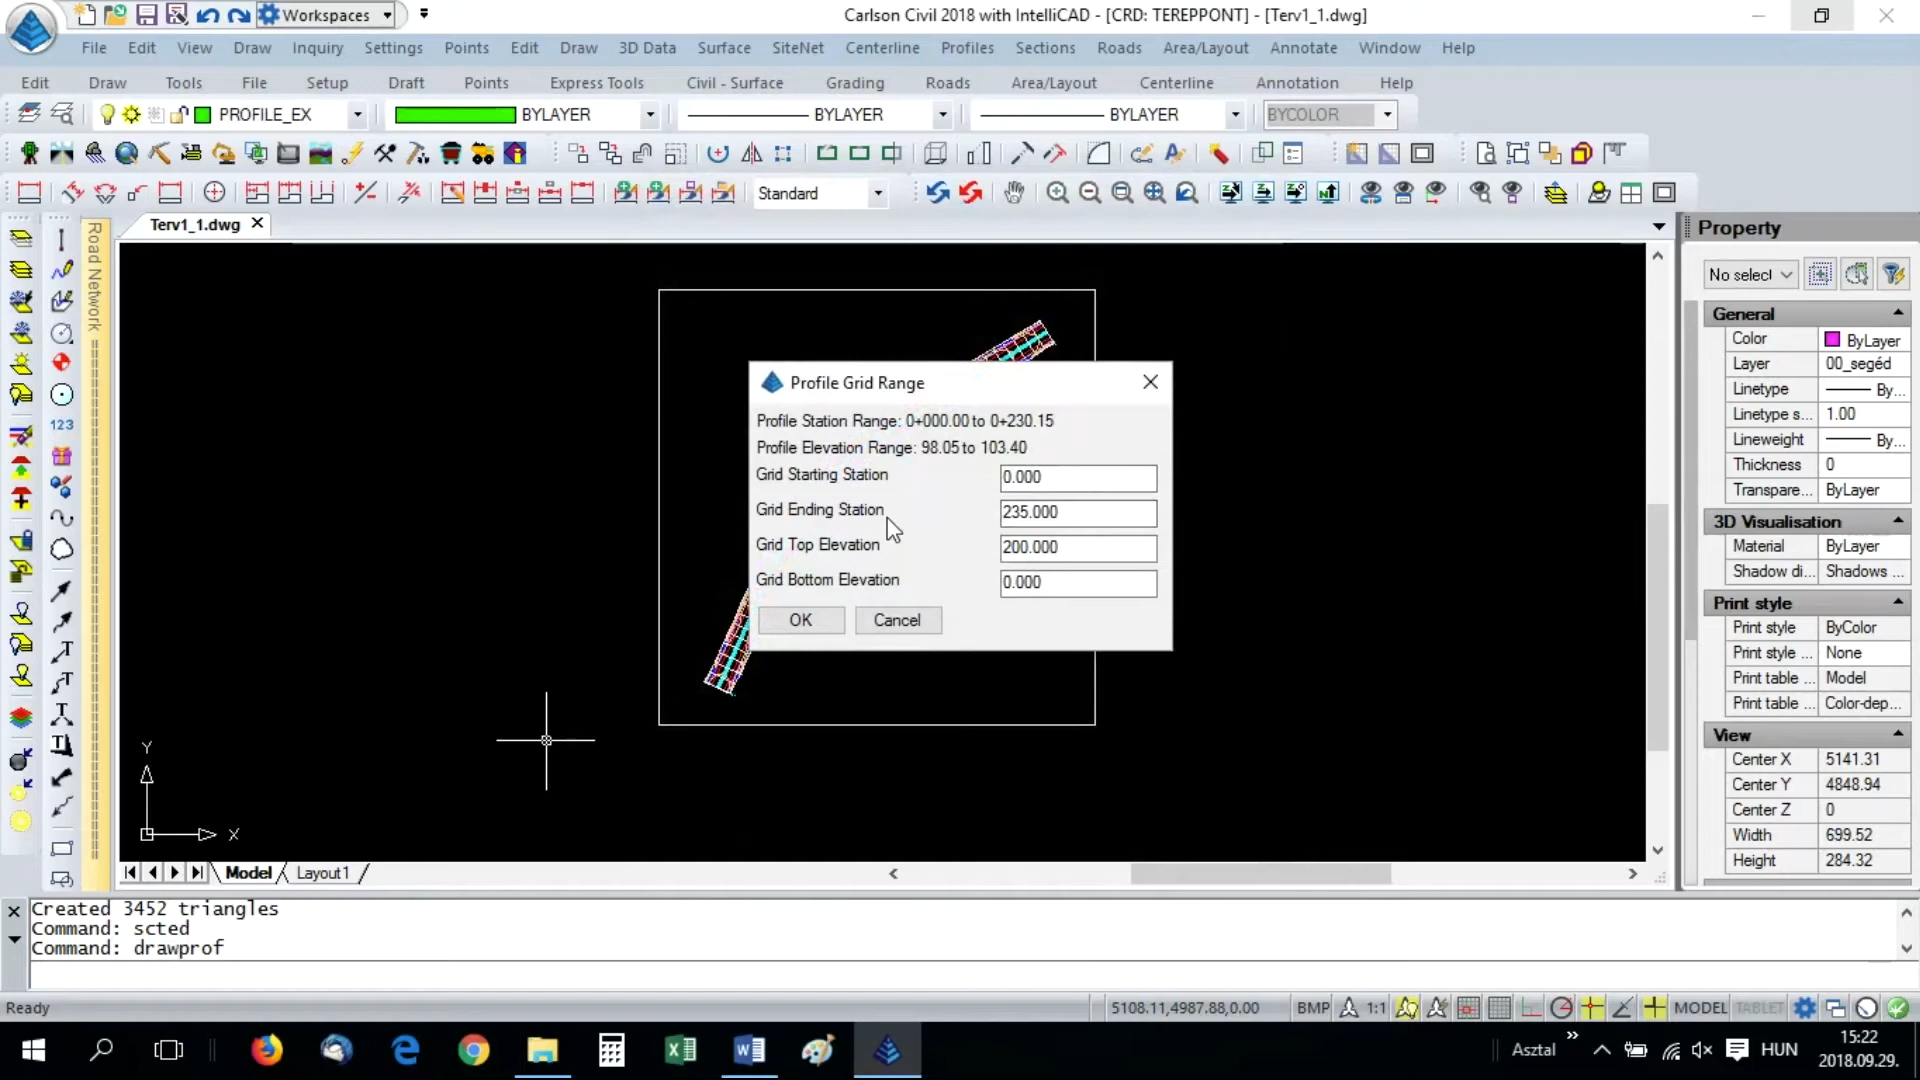 Workspaces
Carlson Civil 2018 with IntelliCAD - [CRD: TEREPPONT] - [Terv1_1.dwg]
File Edit View Draw Inquiry Settings Points Edit Draw 3D Data Surface SiteNet Centerline Profiles Sections Roads Area/Layout Annotate Window Help
Edit Draw Tools File Setup Draft Points Express Tools Civil - Surface Grading Roads Area/Layout Centerline Annotation Help
PROFILE_EX BYLAYER BYLAYER BYLAYER BYCOLOR
Standard
Terv1_1.dwg
Road Network
123
Profile Grid Range
Profile Station Range: 0+000.00 to 0+230.15
Profile Elevation Range: 98.05 to 103.40
Grid Starting Station 0.000
Grid Ending Station 235.000
Grid Top Elevation 200.000
Grid Bottom Elevation 0.000
OK Cancel
Y
X
Model Layout1
Property
No select
General
Color ByLayer
Layer 00_segéd
Linetype By...
Linetype s... 1.00
Lineweight By...
Thickness 0
Transpare... ByLayer
3D Visualisation
Material ByLayer
Shadow di... Shadows ...
Print style
Print style ByColor
Print style ... None
Print table ... Model
Print table ... Color-dep...
View
Center X 5141.31
Center Y 4848.94
Center Z 0
Width 699.52
Height 284.32
Created 3452 triangles
Command: scted
Command: drawprof
Ready 5108.11,4987.88,0.00 BMP 1:1 MODEL TABLET
Asztal HUN 15:22
2018.09.29.